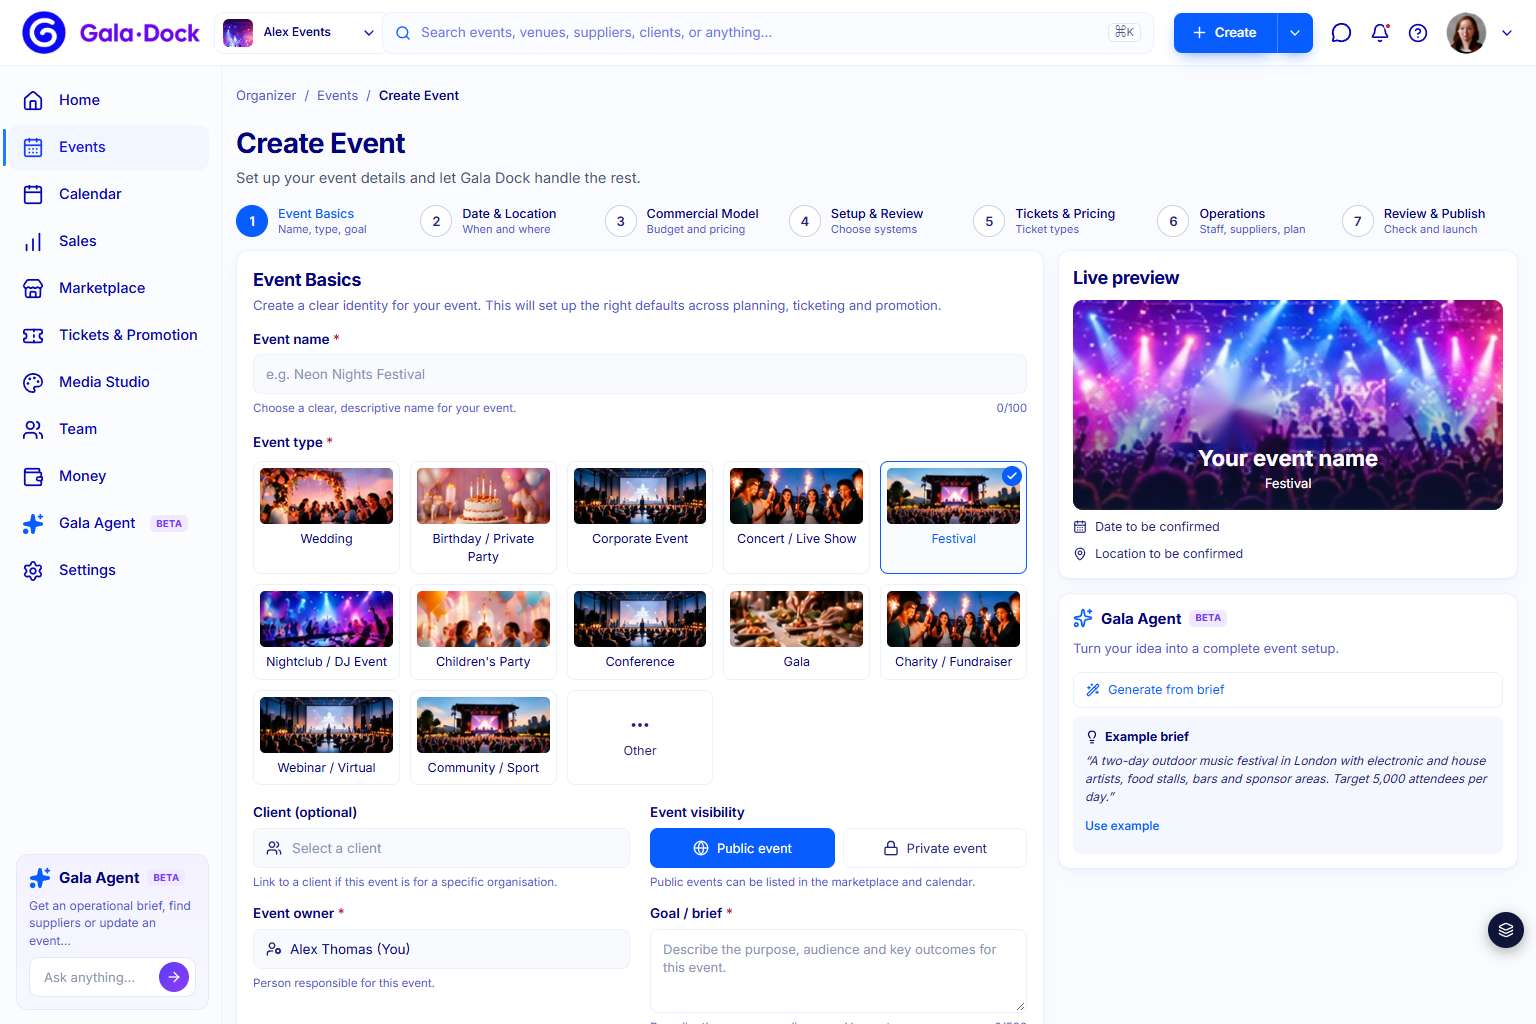 Gala·Dock
Alex Events
Search events, venues, suppliers, clients, or anything...
⌘K
Create
Home
Events
Calendar
Sales
Marketplace
Tickets & Promotion
Media Studio
Team
Money
Gala Agent BETA
Settings
Gala Agent BETA
Get an operational brief, find
suppliers or update an
event...
Ask anything...
Organizer / Events / Create Event
Create Event
Set up your event details and let Gala Dock handle the rest.
1 Event Basics
Name, type, goal
2 Date & Location
When and where
3 Commercial Model
Budget and pricing
4 Setup & Review
Choose systems
5 Tickets & Pricing
Ticket types
6 Operations
Staff, suppliers, plan
7 Review & Publish
Check and launch
Event Basics
Create a clear identity for your event. This will set up the right defaults across planning, ticketing and promotion.
Event name *
e.g. Neon Nights Festival
Choose a clear, descriptive name for your event.
0/100
Event type *
Wedding
Birthday / Private
Party
Corporate Event
Concert / Live Show
Festival
Nightclub / DJ Event
Children's Party
Conference
Gala
Charity / Fundraiser
Webinar / Virtual
Community / Sport
Other
Client (optional)
Select a client
Link to a client if this event is for a specific organisation.
Event visibility
Public event
Private event
Public events can be listed in the marketplace and calendar.
Event owner *
Alex Thomas (You)
Person responsible for this event.
Goal / brief *
Describe the purpose, audience and key outcomes for
this event.
Live preview
Your event name
Festival
Date to be confirmed
Location to be confirmed
Gala Agent BETA
Turn your idea into a complete event setup.
Generate from brief
Example brief
“A two-day outdoor music festival in London with electronic and house
artists, food stalls, bars and sponsor areas. Target 5,000 attendees per
day.”
Use example